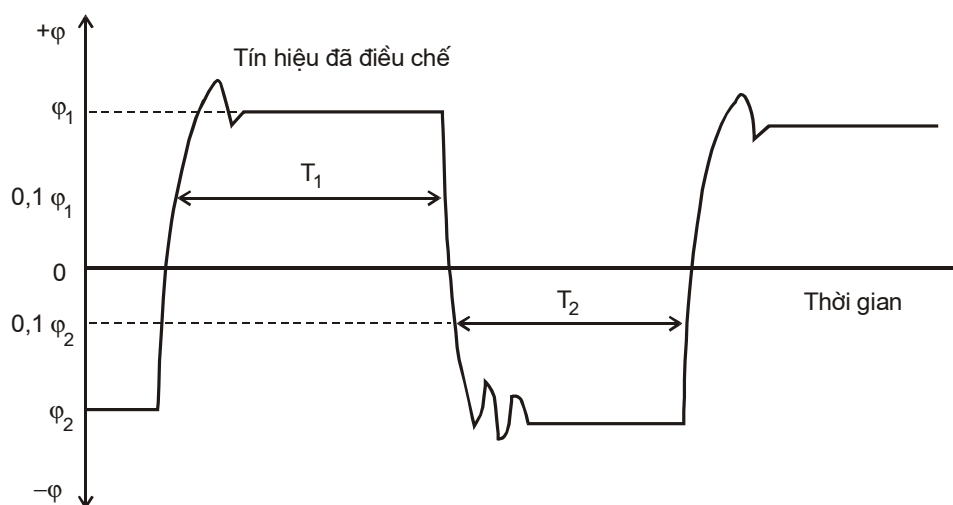 +φ
Tín hiệu đã điều chế
φ1
T1
0,1 φ1
0
T2
Thời gian
0,1 φ2
φ2
−φ